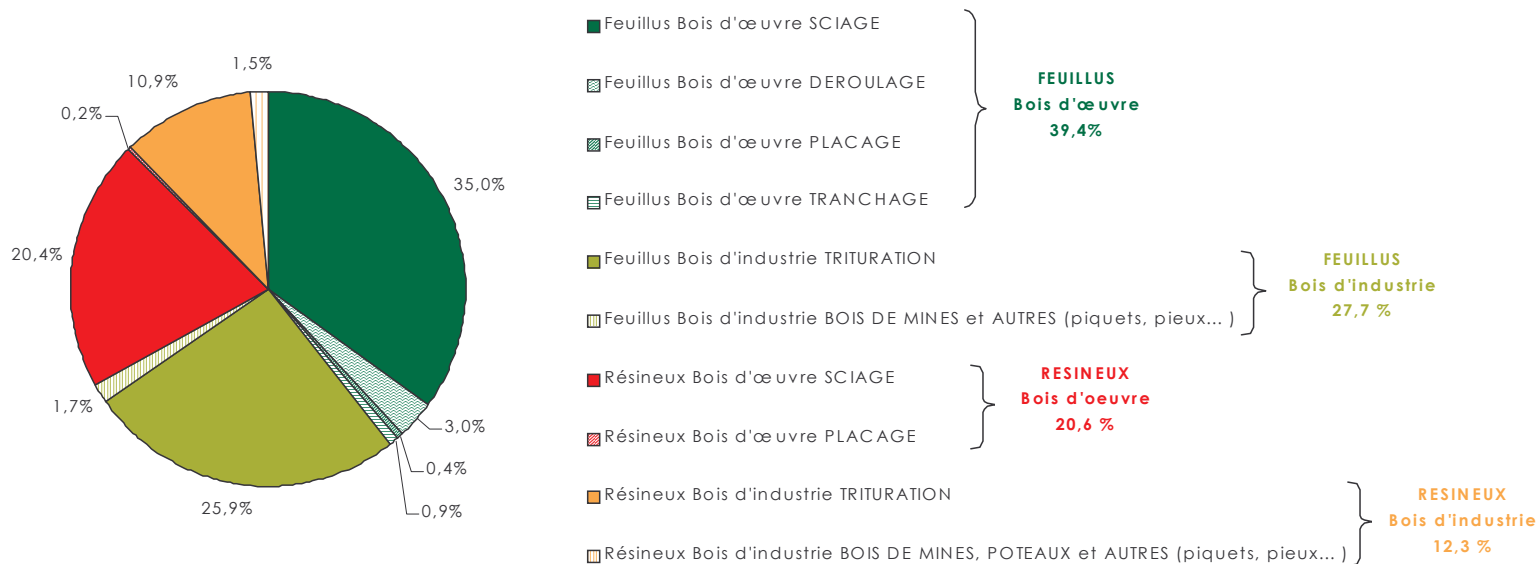 1,5%
10,9%
0,2%
35,0%
20,4%
1,7%
3,0%
0,4%
0,9%
25,9%
Feuillus Bois d'œuvre SCIAGE
Feuillus Bois d'œuvre DEROULAGE
Feuillus Bois d'œuvre PLACAGE
Feuillus Bois d'œuvre TRANCHAGE
FEUILLUS
Bois d'œuvre
39,4%
Feuillus Bois d'industrie TRITURATION
Feuillus Bois d'industrie BOIS DE MINES et AUTRES (piquets, pieux... )
FEUILLUS
Bois d'industrie
27,7 %
Résineux Bois d'œuvre SCIAGE
Résineux Bois d'œuvre PLACAGE
RESINEUX
Bois d'oeuvre
20,6 %
Résineux Bois d'industrie TRITURATION
Résineux Bois d'industrie BOIS DE MINES, POTEAUX et AUTRES (piquets, pieux... )
RESINEUX
Bois d'industrie
12,3 %